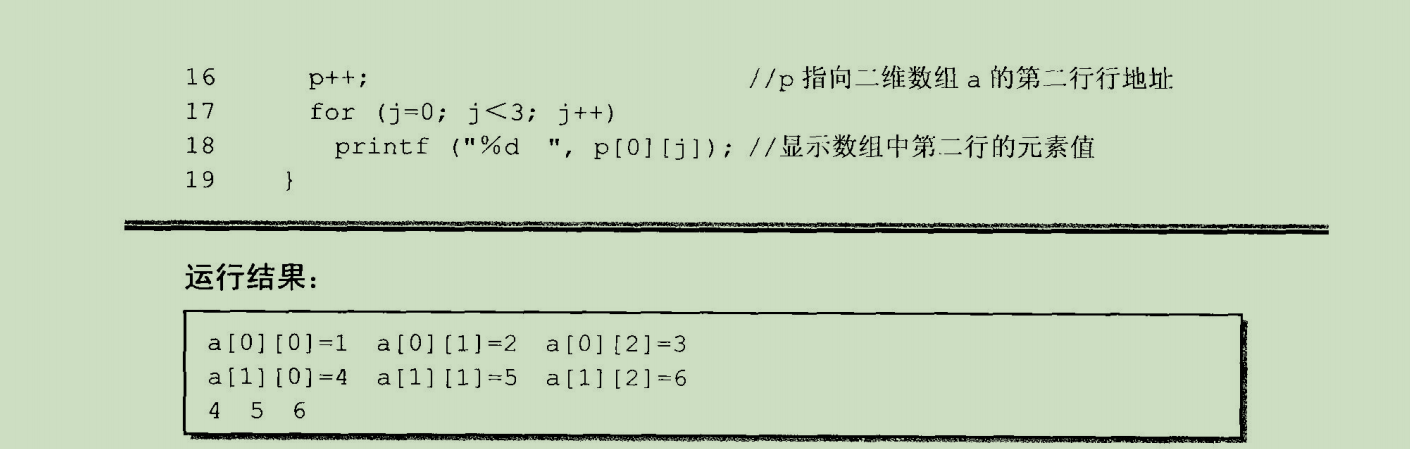 16 p++; //p 指向二维数组 a 的第二行行地址
17 for (j=0; j<3; j++)
18 printf ("%d ", p[0][j]); //显示数组中第二行的元素值
19 }
运行结果:
a[0][0]=1 a[0][1]=2 a[0][2]=3
a[1][0]=4 a[1][1]=5 a[1][2]=6
4 5 6